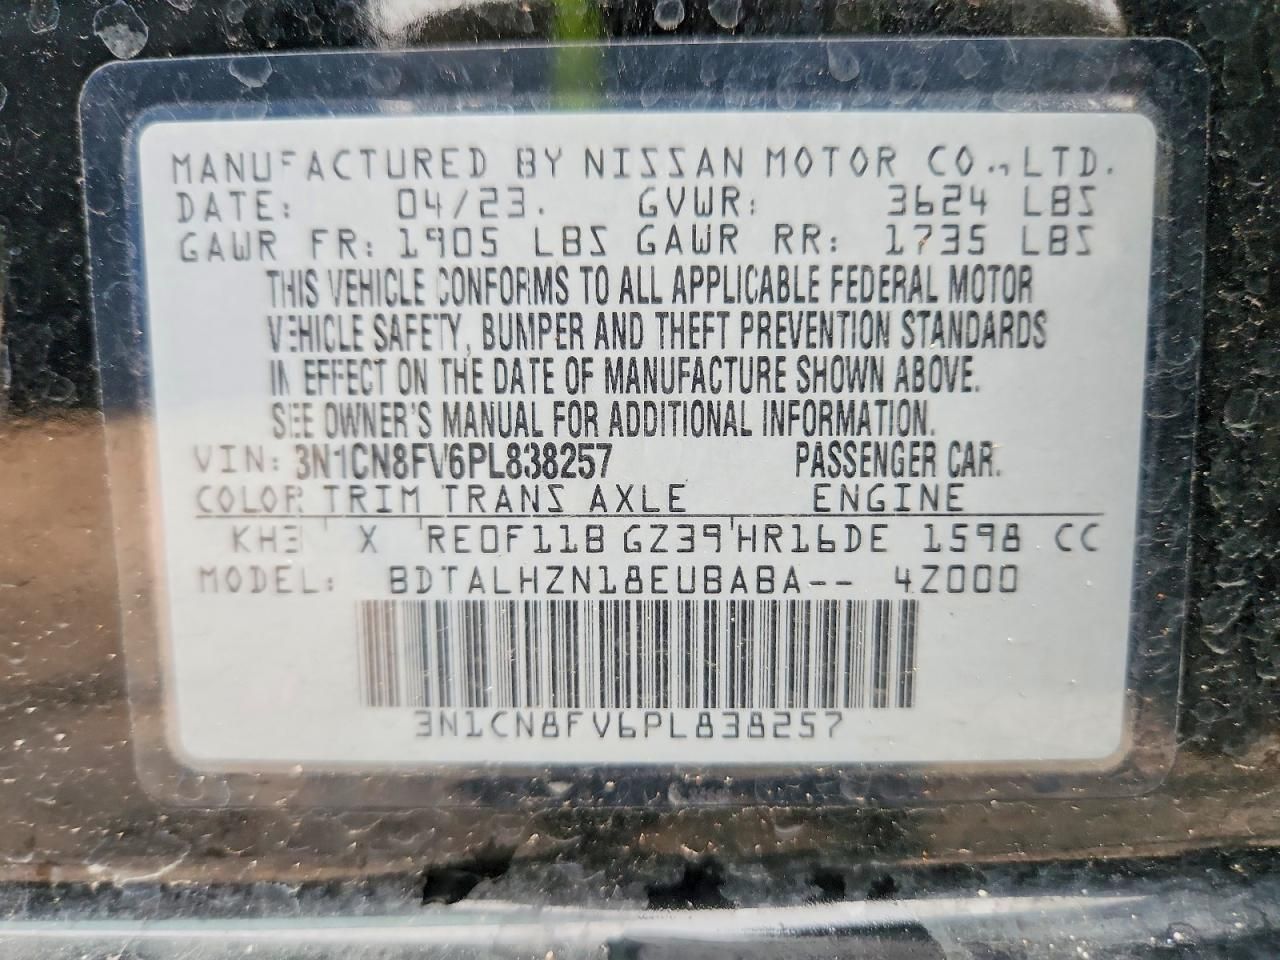 MANUFACTURED BY NISSAN MOTOR CO., LTD.
DATE: 04/23. GVWR: 3624 LBS
GAWR FR: 1905 LBS GAWR RR: 1735 LBS
THIS VEHICLE CONFORMS TO ALL APPLICABLE FEDERAL MOTOR
VEHICLE SAFETY, BUMPER AND THEFT PREVENTION STANDARDS
IN EFFECT ON THE DATE OF MANUFACTURE SHOWN ABOVE.
SEE OWNER'S MANUAL FOR ADDITIONAL INFORMATION.
VIN: 3N1CN8FV6PL838257 PASSENGER CAR.
COLOR TRIM TRANS AXLE ENGINE
KH3 X RE0F11B GZ39 HR16DE 1598 CC
MODEL: BDTALHZN18EUBABA-- 4Z000
3N1CN8FV6PL838257